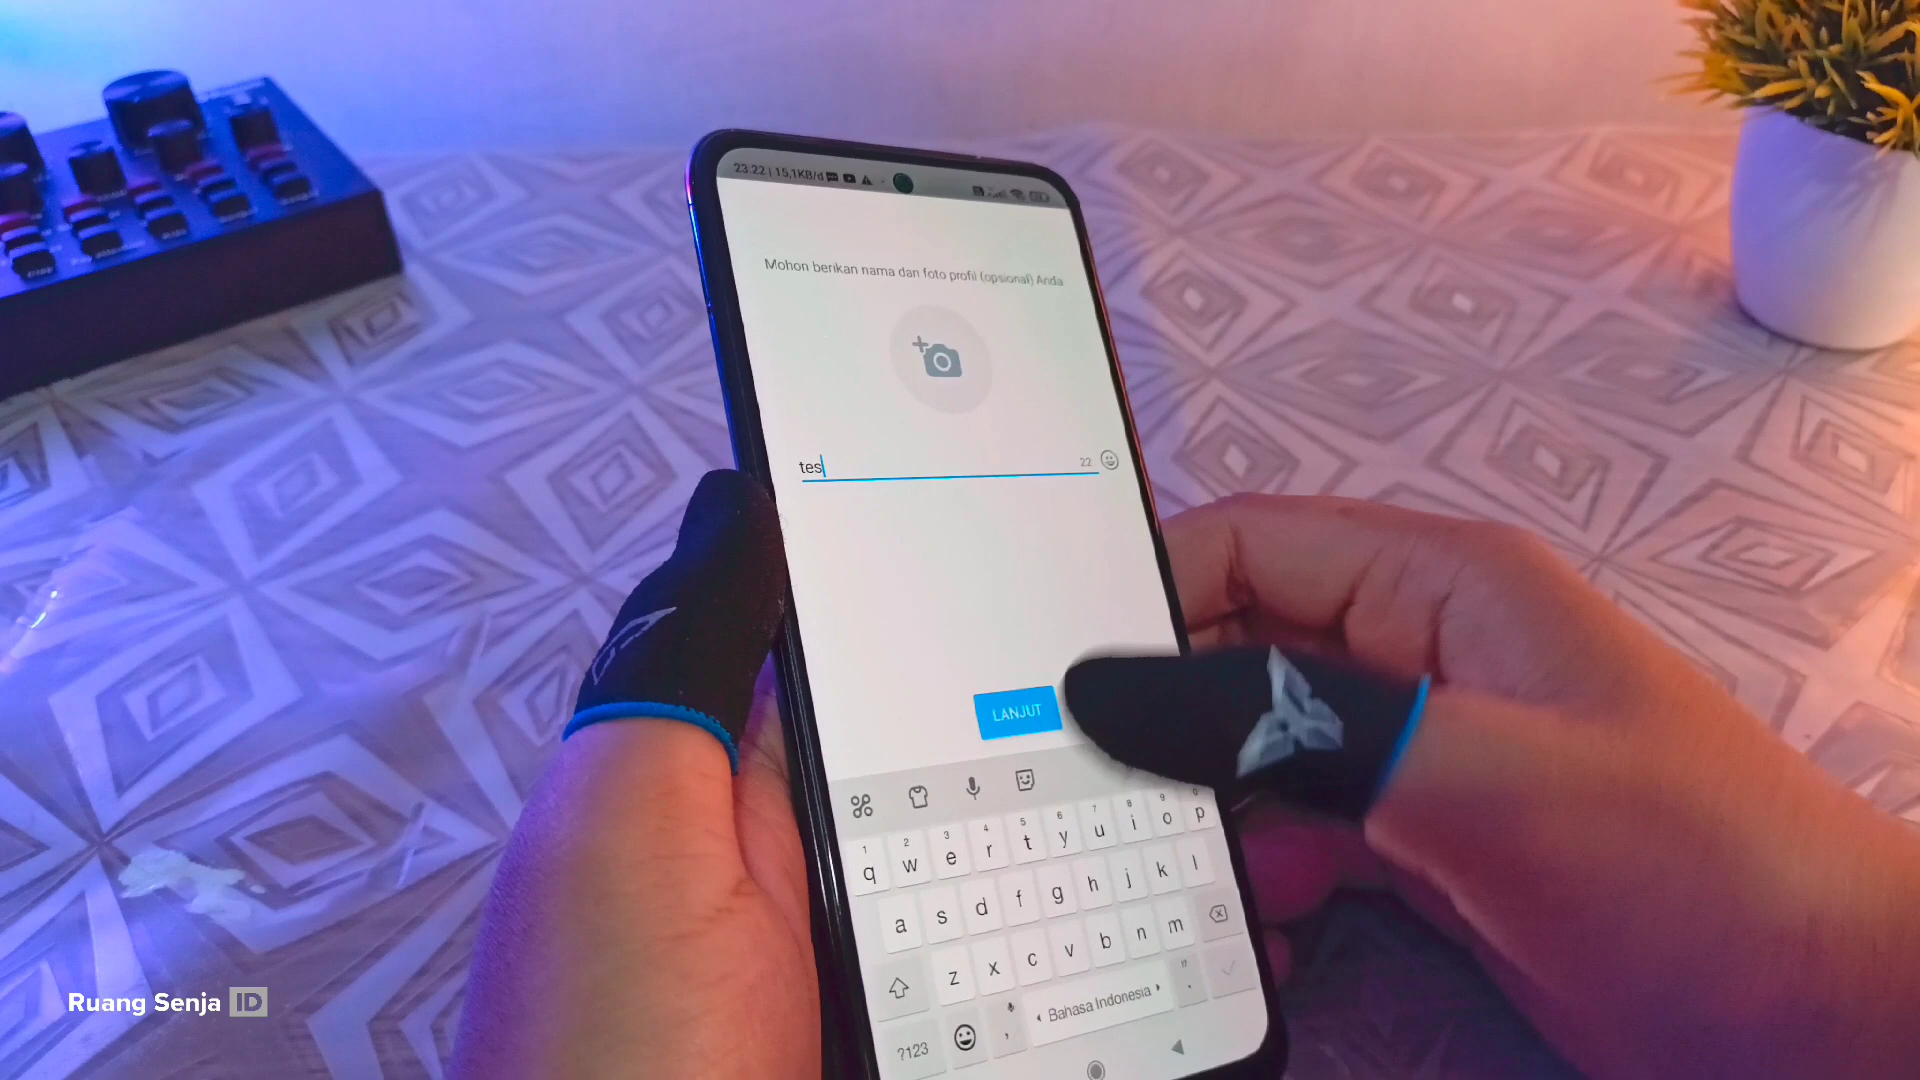 23.22 | 15,1KB/d
Mohon berikan nama dan foto profil (opsional) Anda
tes
22
LANJUT
1 2 3 4 5 6 7 8 9 0
q w e r t y u i o p
a s d f g h j k l
z x c v b n m
?123 , Bahasa Indonesia .
Ruang Senja ID